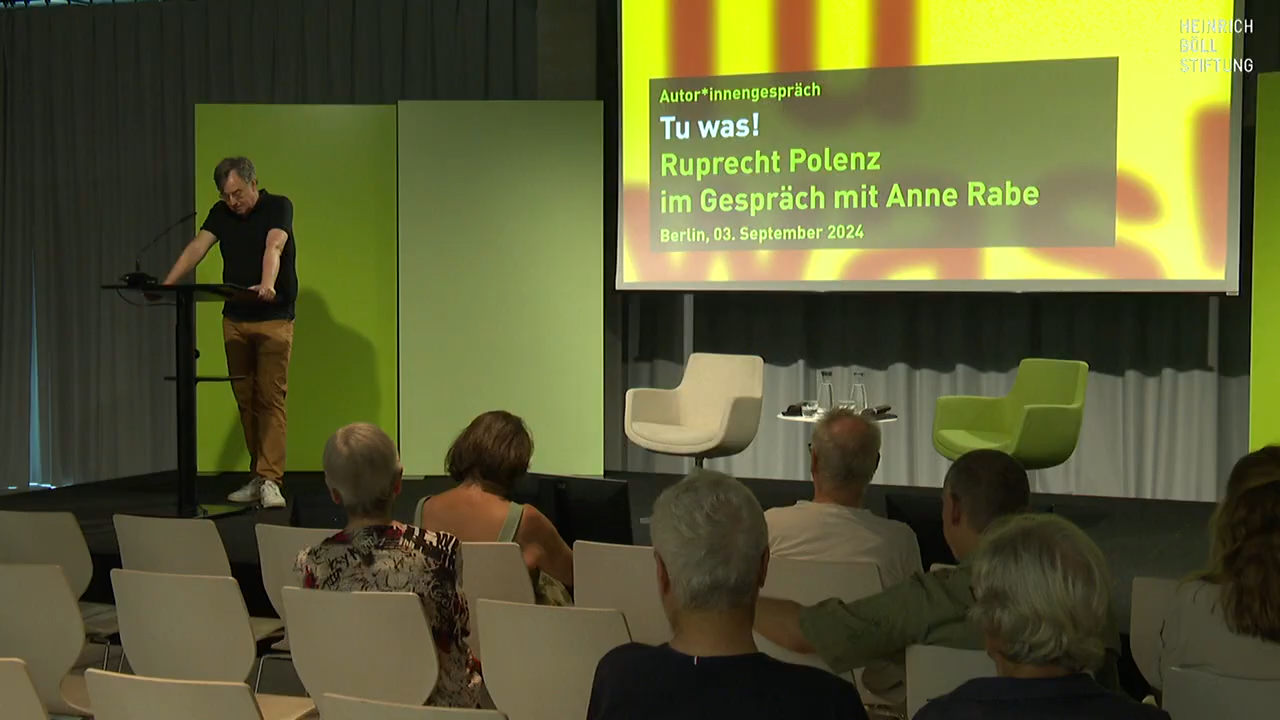 HEINRICH
BÖLL
STIFTUNG
Autor*innengespräch
Tu was!
Ruprecht Polenz
im Gespräch mit Anne Rabe
Berlin, 03. September 2024